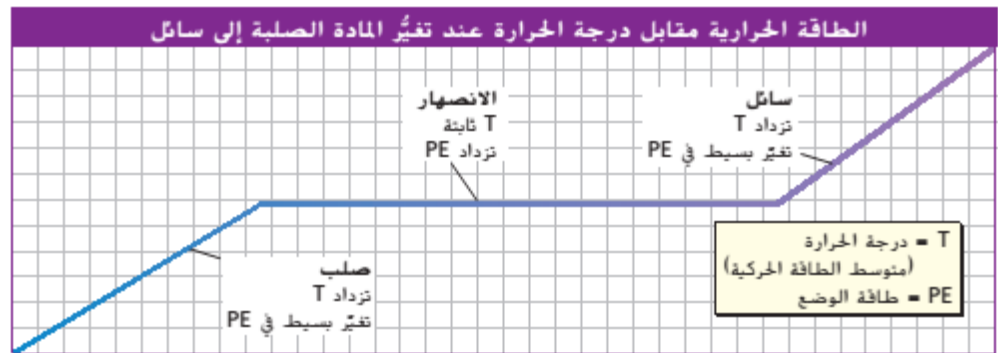 الطاقة الحرارية مقابل درجة الحرارة عند تغيُّر المادة الصلبة إلى سائل
سائل
تزداد T
تغيّر بسيط في PE
الانصهار
T ثابتة
تزداد PE
صلب
تزداد T
تغيّر بسيط في PE
T = درجة الحرارة
(متوسط الطاقة الحركية)
PE = طاقة الوضع